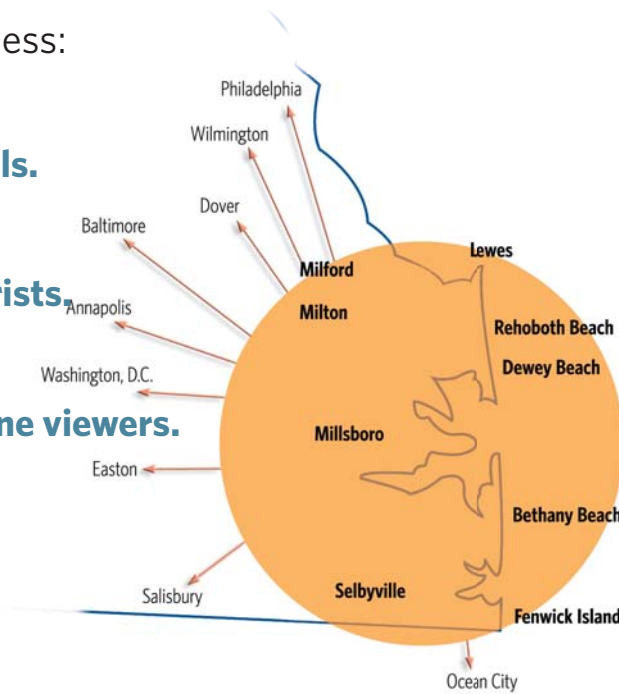 ess:
ls.
rists.
ne viewers.
Philadelphia
Wilmington
Dover
Baltimore
Annapolis
Washington, D.C.
Easton
Salisbury
Ocean City
Lewes
Milford
Milton
Rehoboth Beach
Dewey Beach
Millsboro
Bethany Beach
Selbyville
Fenwick Island